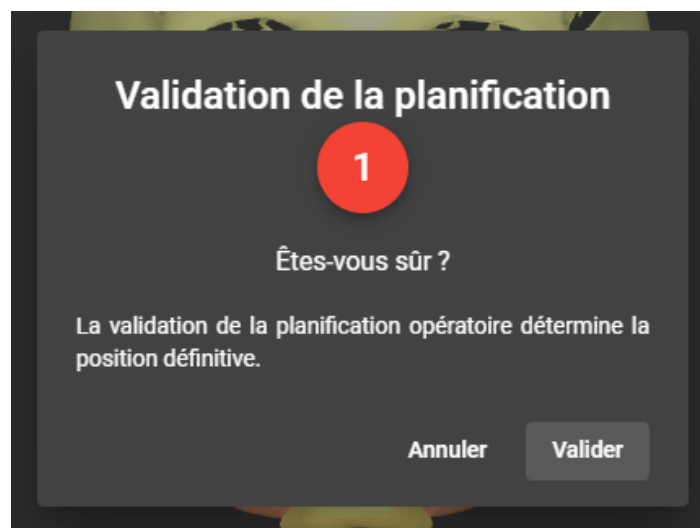 Validation de la planification
1
Êtes-vous sûr ?
La validation de la planification opératoire détermine la
position définitive.
Annuler
Valider